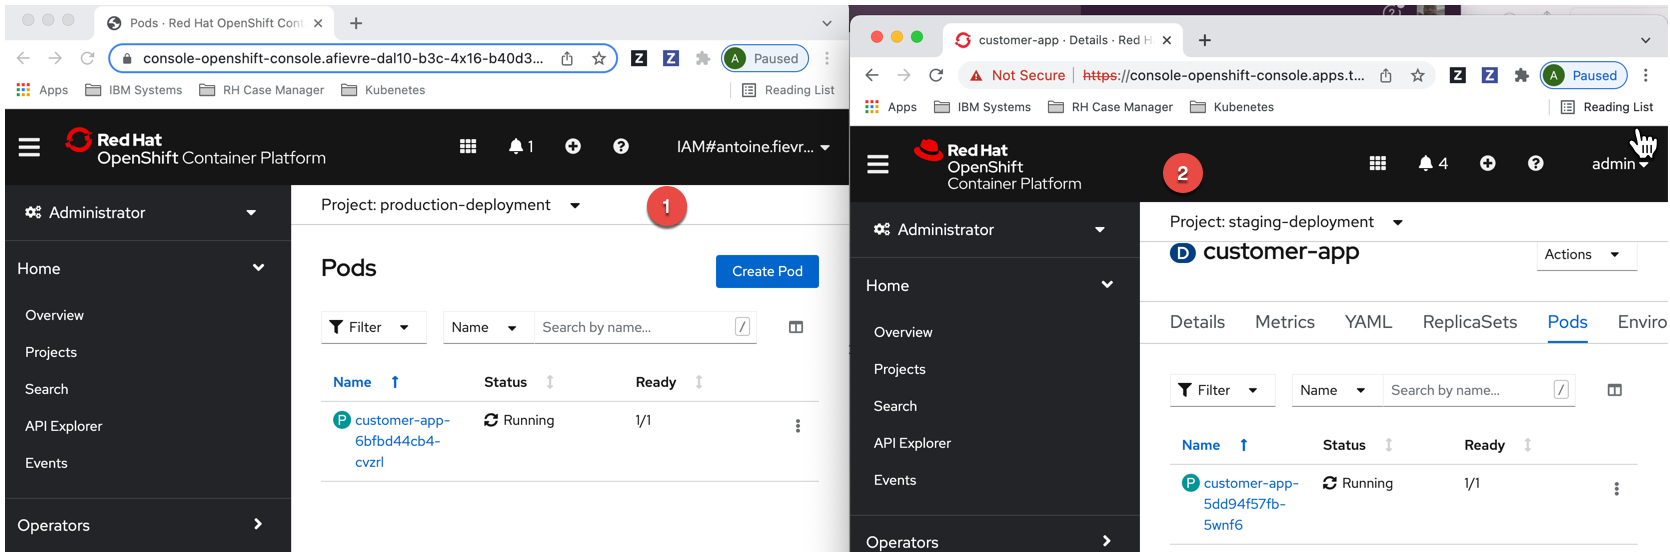 Pods · Red Hat OpenShift Cont
console-openshift-console.afievre-dal10-b3c-4x16-b40d3...
Z
Z
A
Paused
Apps
IBM Systems
RH Case Manager
Kubenetes
Reading List
Red Hat
OpenShift Container Platform
1
IAM#antoine.fievr...
Administrator
Home
Overview
Projects
Search
API Explorer
Events
Operators
Project: production-deployment
1
Pods
Create Pod
Filter
Name
Search by name...
/
Name
Status
Ready
P customer-app-
6bfbd44cb4-
cvzrl
Running
1/1
customer-app · Details · Red H
Not Secure
https://console-openshift-console.apps.t...
Z
Z
A
Paused
Apps
IBM Systems
RH Case Manager
Kubenetes
Reading List
Red Hat
OpenShift
Container Platform
2
4
admin
Administrator
Home
Overview
Projects
Search
API Explorer
Events
Operators
Project: staging-deployment
D customer-app
Actions
Details
Metrics
YAML
ReplicaSets
Pods
Enviro
Filter
Name
Search by name...
/
Name
Status
Ready
P customer-app-
5dd94f57fb-
5wnf6
Running
1/1